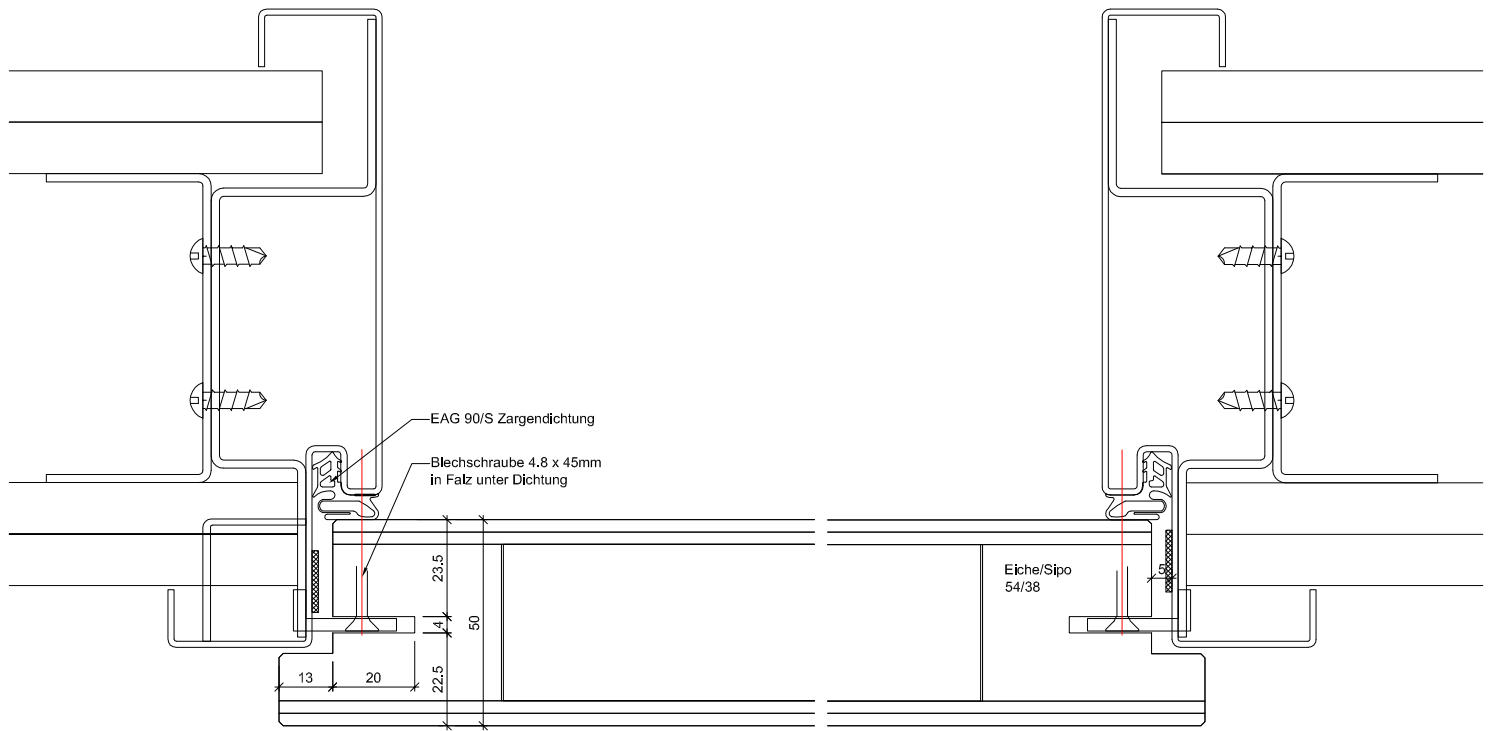 EAG 90/S Zargendichtung
Blechschraube 4.8 x 45mm
in Falz unter Dichtung
23.5
4
50
22.5
13
20
Eiche/Sipo
54/38
5